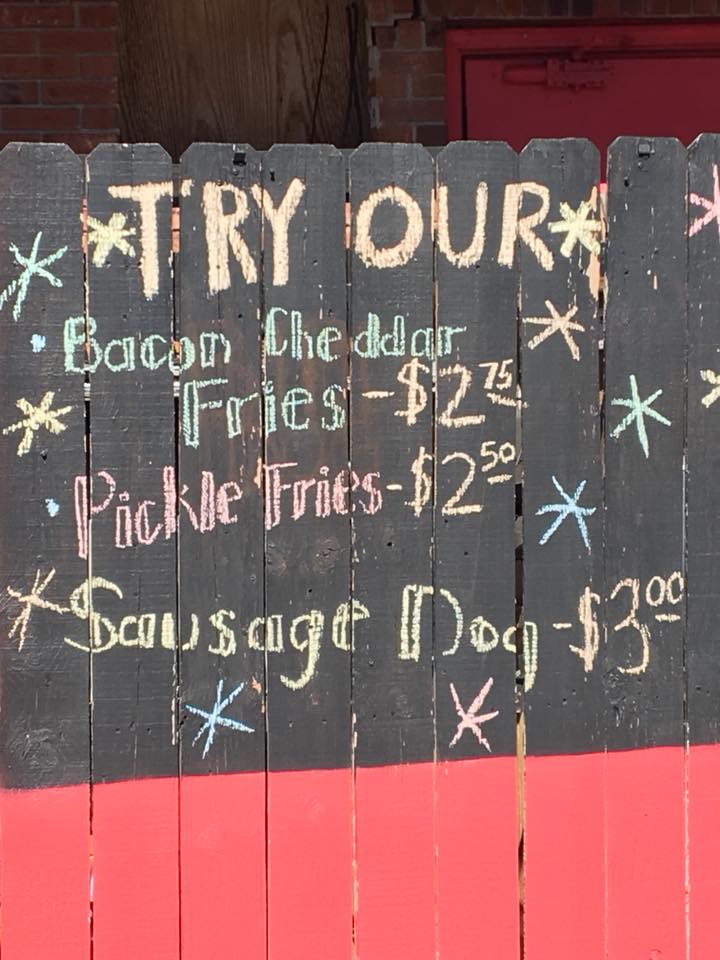 TRY OUR
Bacon Cheddar
Fries - $2.75
Pickle Fries - $2.50
Sausage Dog - $3.00